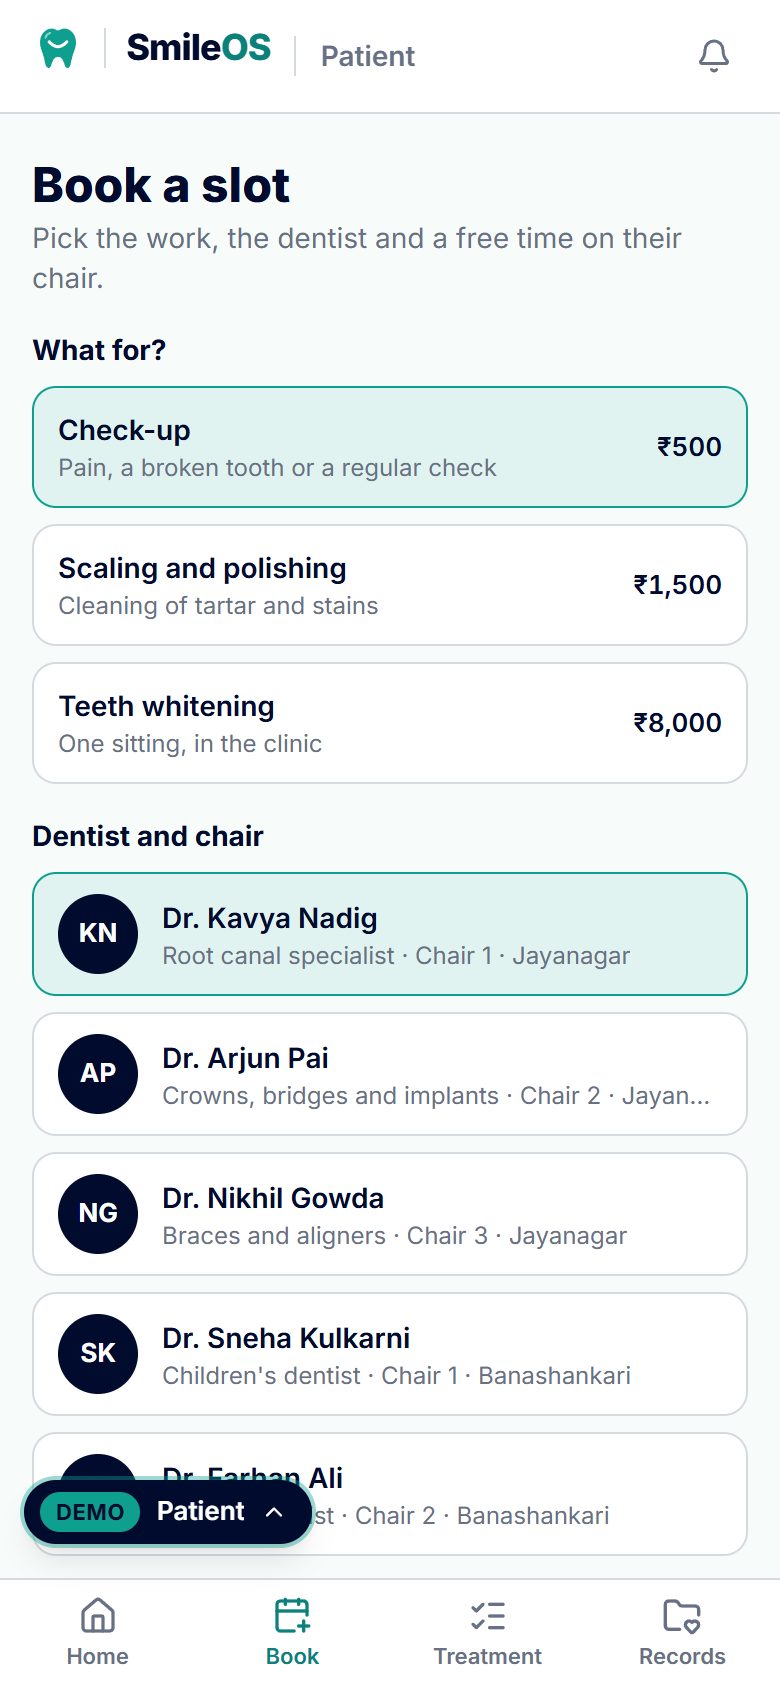 SmileOS
Patient
Book a slot
Pick the work, the dentist and a free time on their
chair.
What for?
Check-up
Pain, a broken tooth or a regular check
₹500
Scaling and polishing
Cleaning of tartar and stains
₹1,500
Teeth whitening
One sitting, in the clinic
₹8,000
Dentist and chair
KN
Dr. Kavya Nadig
Root canal specialist · Chair 1 · Jayanagar
AP
Dr. Arjun Pai
Crowns, bridges and implants · Chair 2 · Jayan...
NG
Dr. Nikhil Gowda
Braces and aligners · Chair 3 · Jayanagar
SK
Dr. Sneha Kulkarni
Children's dentist · Chair 1 · Banashankari
Dr. Farhan Ali
· Chair 2 · Banashankari
DEMO Patient
Home
Book
Treatment
Records